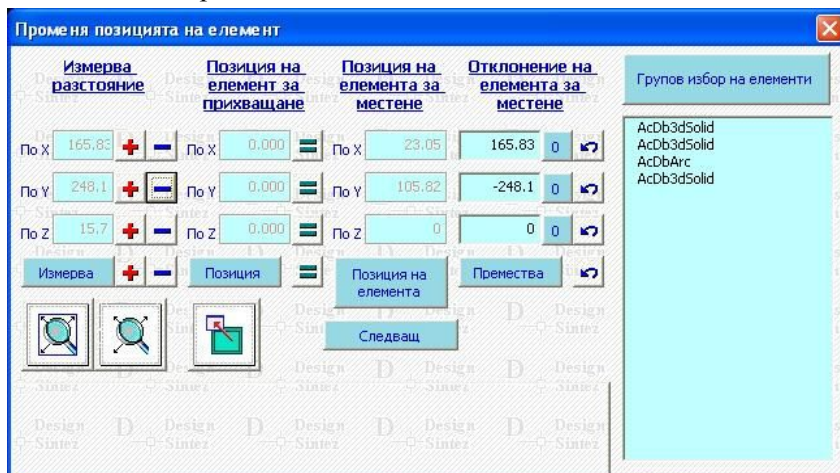 Променя позицията на елемент
Измерва
разстояние
Позиция на
елемент за
прихващане
Позиция на
елемента за
местене
Отклонение на
елемента за
местене
Групов избор на елементи
По X 165.83 По X 0.000 По X 23.05 165.83 0
По Y 248.1 По Y 0.000 По Y 105.82 -248.1 0
По Z 15.7 По Z 0.000 По Z 0 0 0
Измерва Позиция Позиция на
елемента
Премества
Следващ
AcDb3dSolid
AcDb3dSolid
AcDbArc
AcDb3dSolid
Design
Sintez